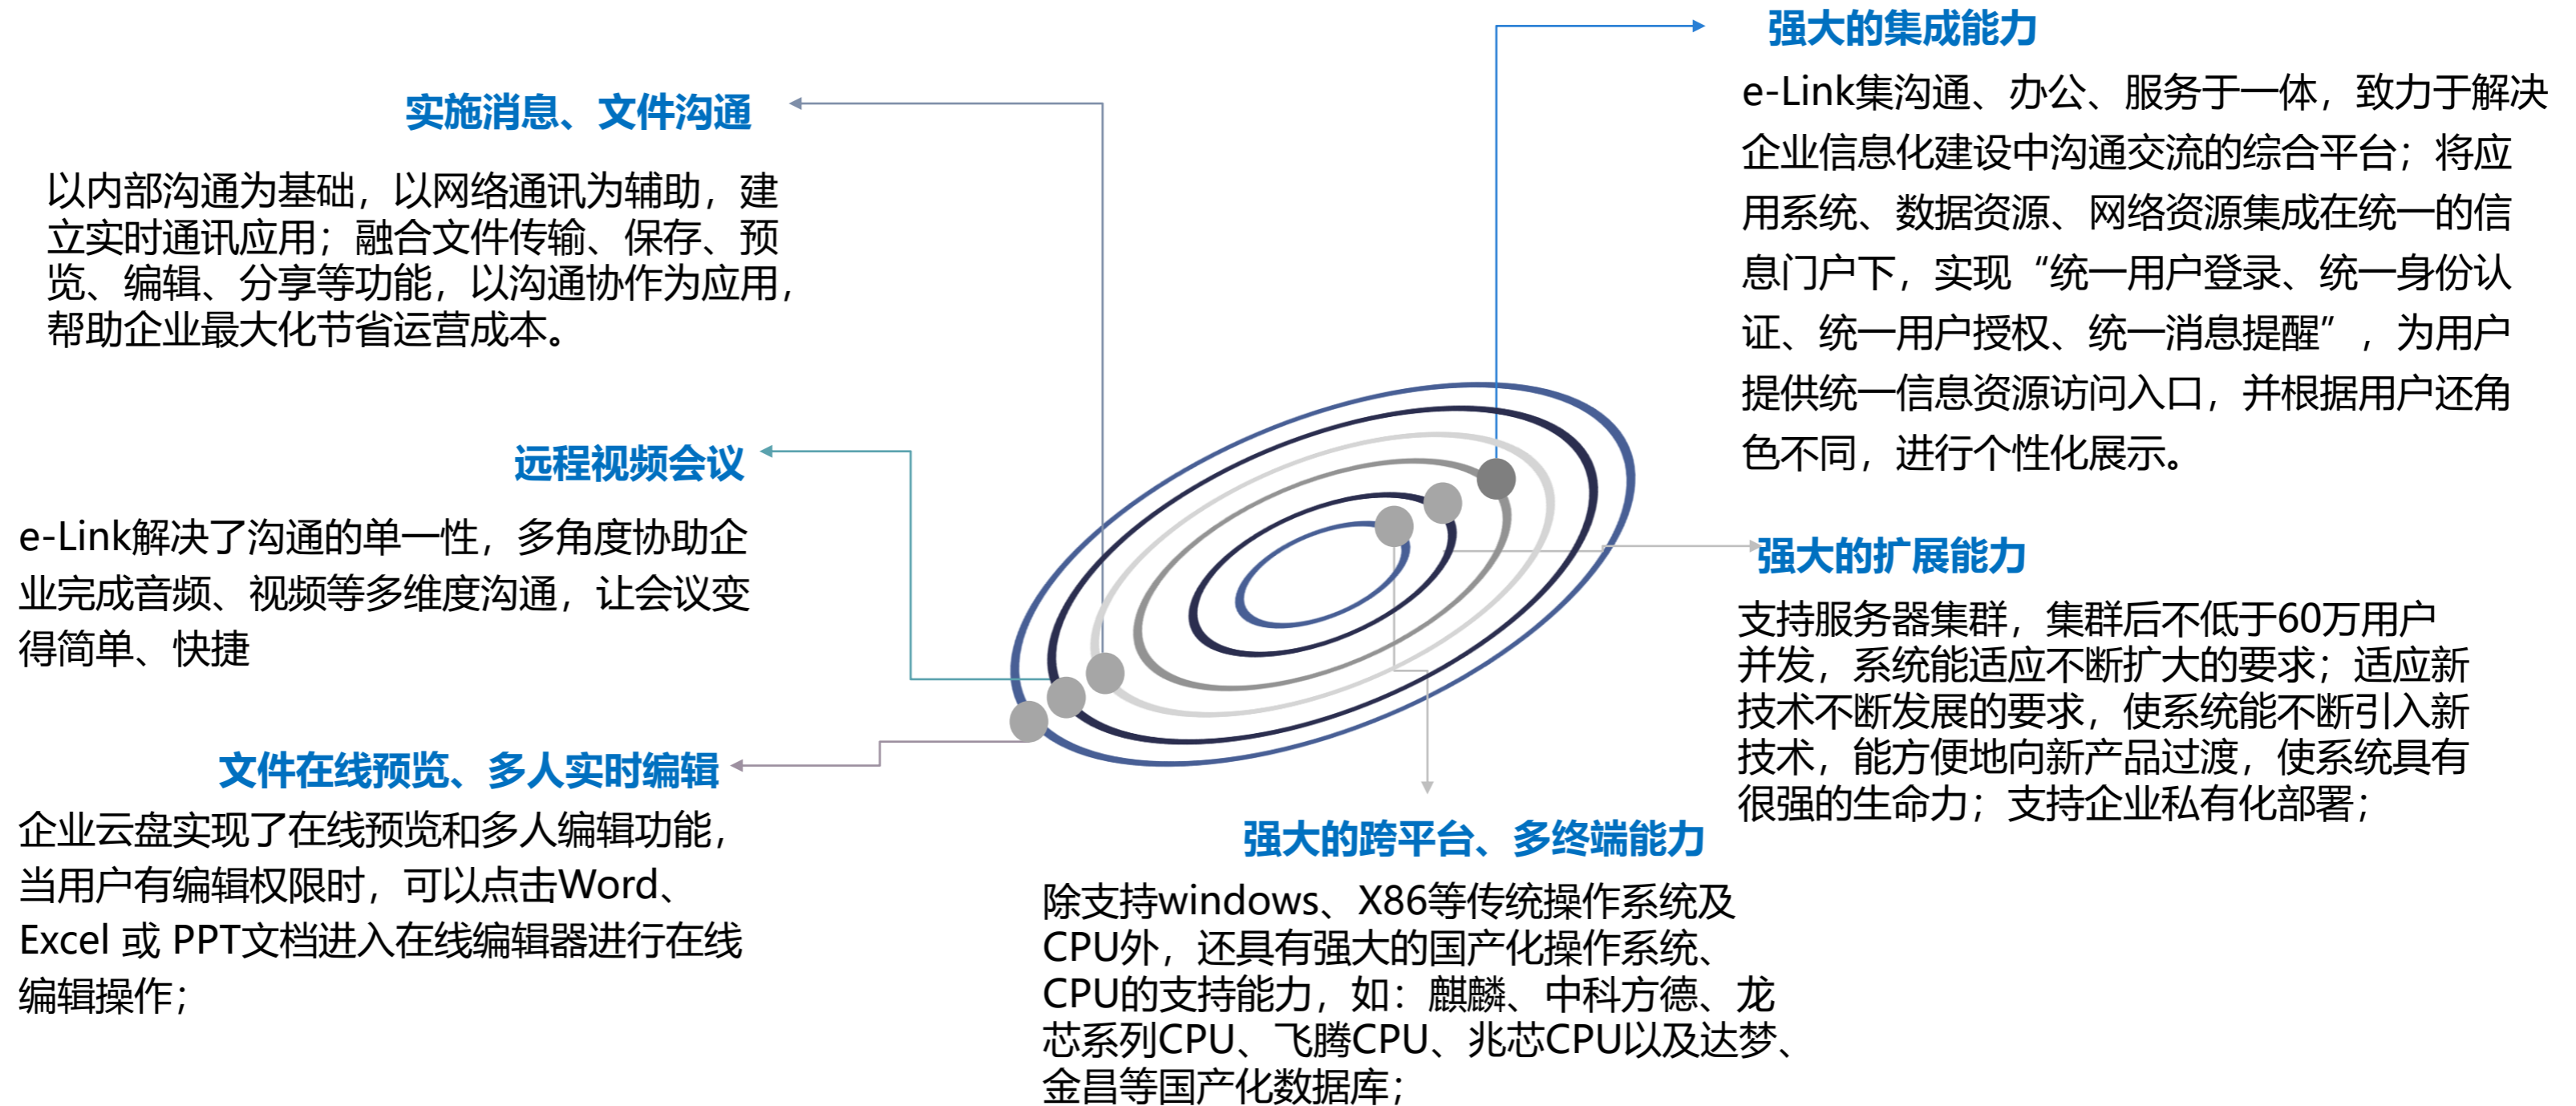 实施消息、文件沟通
以内部沟通为基础，以网络通讯为辅助，建
立实时通讯应用；融合文件传输、保存、预
览、编辑、分享等功能，以沟通协作为应用，
帮助企业最大化节省运营成本。
远程视频会议
e-Link解决了沟通的单一性，多角度协助企
业完成音频、视频等多维度沟通，让会议变
得简单、快捷
文件在线预览、多人实时编辑
企业云盘实现了在线预览和多人编辑功能，
当用户有编辑权限时，可以点击Word、
Excel 或 PPT文档进入在线编辑器进行在线
编辑操作；
强大的集成能力
e-Link集沟通、办公、服务于一体，致力于解决
企业信息化建设中沟通交流的综合平台；将应
用系统、数据资源、网络资源集成在统一的信
息门户下，实现“统一用户登录、统一身份认
证、统一用户授权、统一消息提醒”，为用户
提供统一信息资源访问入口，并根据用户还角
色不同，进行个性化展示。
强大的扩展能力
支持服务器集群，集群后不低于60万用户
并发，系统能适应不断扩大的要求；适应新
技术不断发展的要求，使系统能不断引入新
技术，能方便地向新产品过渡，使系统具有
很强的生命力；支持企业私有化部署；
强大的跨平台、多终端能力
除支持windows、X86等传统操作系统及
CPU外，还具有强大的国产化操作系统、
CPU的支持能力，如：麒麟、中科方德、龙
芯系列CPU、飞腾CPU、兆芯CPU以及达梦、
金昌等国产化数据库；